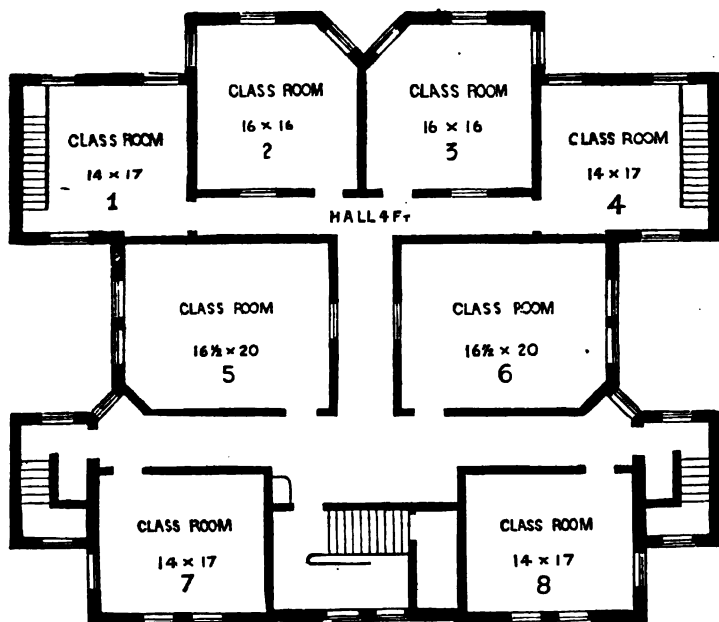 CLASS ROOM
16 × 16
2
CLASS ROOM
16 × 16
3
CLASS ROOM
14 × 17
1
CLASS ROOM
14 × 17
4
HALL 4 FT
CLASS ROOM
16½ × 20
5
CLASS ROOM
16½ × 20
6
CLASS ROOM
14 × 17
7
CLASS ROOM
14 × 17
8